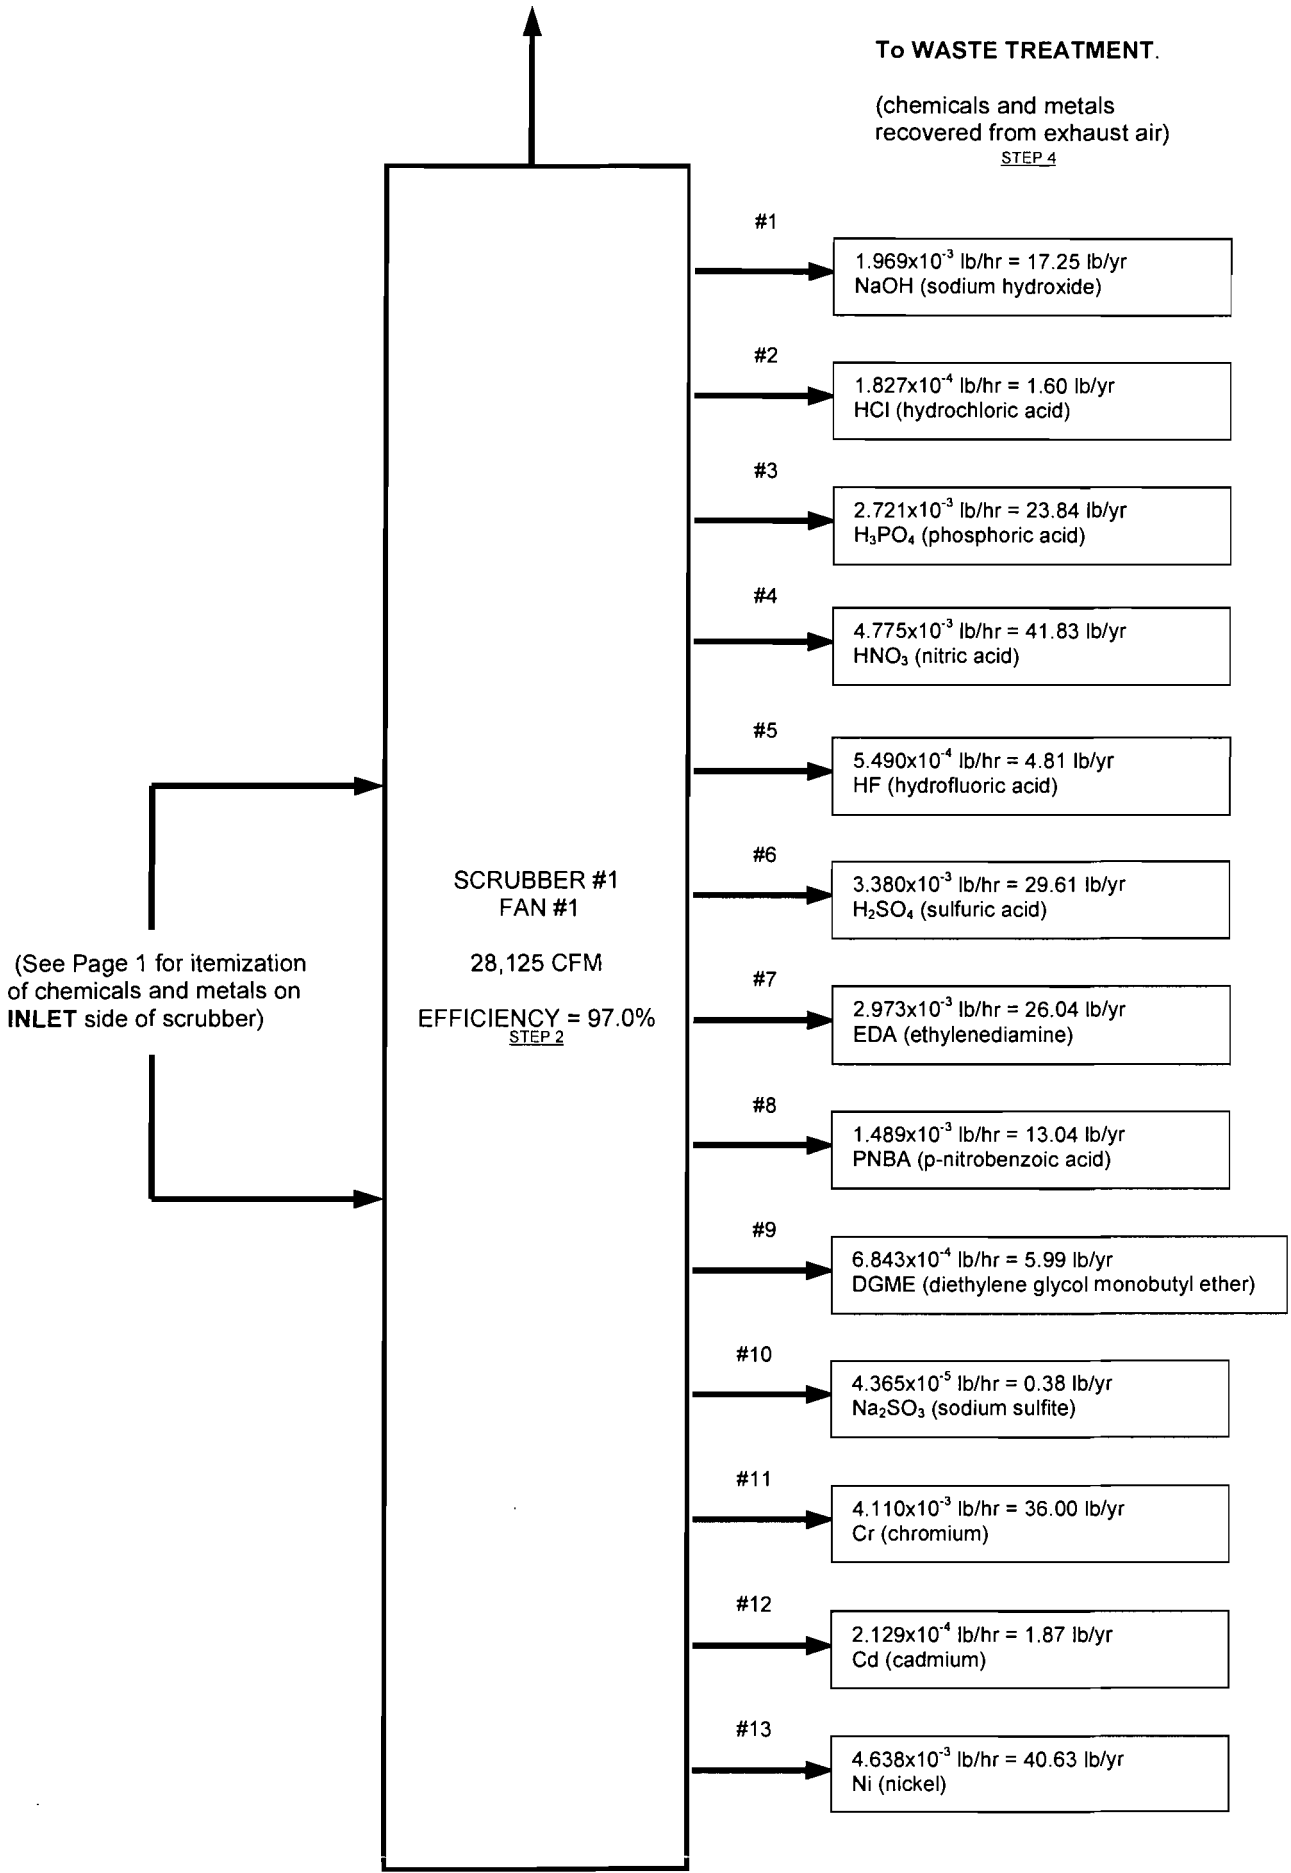 To WASTE TREATMENT.
(chemicals and metals
recovered from exhaust air)
STEP 4
#1
1.969x10⁻³ lb/hr = 17.25 lb/yr
NaOH (sodium hydroxide)
#2
1.827x10⁻⁴ lb/hr = 1.60 lb/yr
HCl (hydrochloric acid)
#3
2.721x10⁻³ lb/hr = 23.84 lb/yr
H₃PO₄ (phosphoric acid)
#4
4.775x10⁻³ lb/hr = 41.83 lb/yr
HNO₃ (nitric acid)
#5
5.490x10⁻⁴ lb/hr = 4.81 lb/yr
HF (hydrofluoric acid)
#6
3.380x10⁻³ lb/hr = 29.61 lb/yr
H₂SO₄ (sulfuric acid)
SCRUBBER #1
FAN #1
28,125 CFM
EFFICIENCY = 97.0%
STEP 2
(See Page 1 for itemization
of chemicals and metals on
INLET side of scrubber)
#7
2.973x10⁻³ lb/hr = 26.04 lb/yr
EDA (ethylenediamine)
#8
1.489x10⁻³ lb/hr = 13.04 lb/yr
PNBA (p-nitrobenzoic acid)
#9
6.843x10⁻⁴ lb/hr = 5.99 lb/yr
DGME (diethylene glycol monobutyl ether)
#10
4.365x10⁻⁵ lb/hr = 0.38 lb/yr
Na₂SO₃ (sodium sulfite)
#11
4.110x10⁻³ lb/hr = 36.00 lb/yr
Cr (chromium)
#12
2.129x10⁻⁴ lb/hr = 1.87 lb/yr
Cd (cadmium)
#13
4.638x10⁻³ lb/hr = 40.63 lb/yr
Ni (nickel)